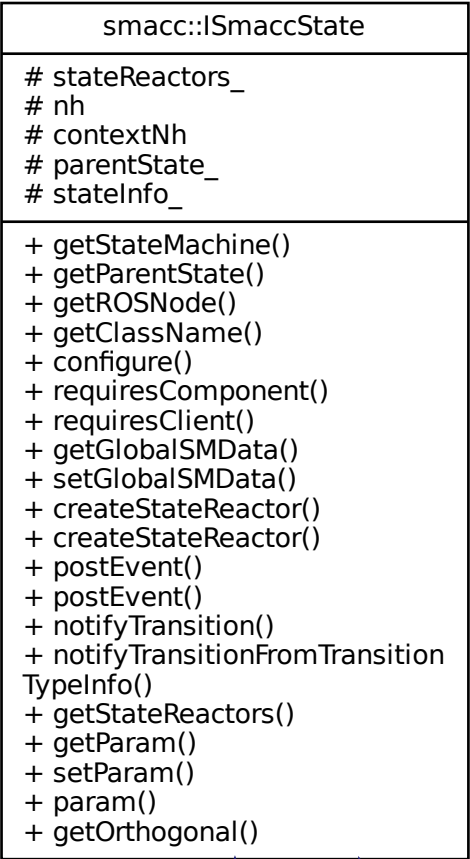 smacc::ISmaccState
# stateReactors_
# nh
# contextNh
# parentState_
# stateInfo_
+ getStateMachine()
+ getParentState()
+ getROSNode()
+ getClassName()
+ configure()
+ requiresComponent()
+ requiresClient()
+ getGlobalSMData()
+ setGlobalSMData()
+ createStateReactor()
+ createStateReactor()
+ postEvent()
+ postEvent()
+ notifyTransition()
+ notifyTransitionFromTransition
TypeInfo()
+ getStateReactors()
+ getParam()
+ setParam()
+ param()
+ getOrthogonal()